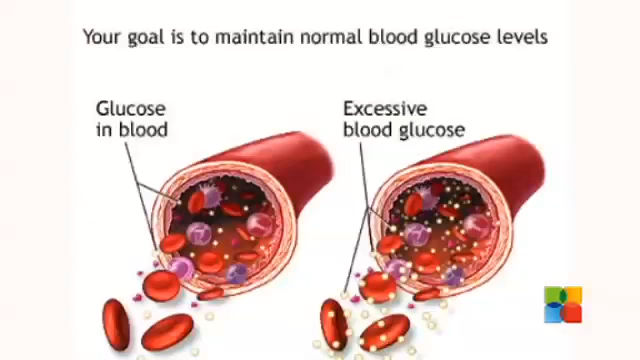 Your goal is to maintain normal blood glucose levels
Glucose
in blood
Excessive
blood glucose